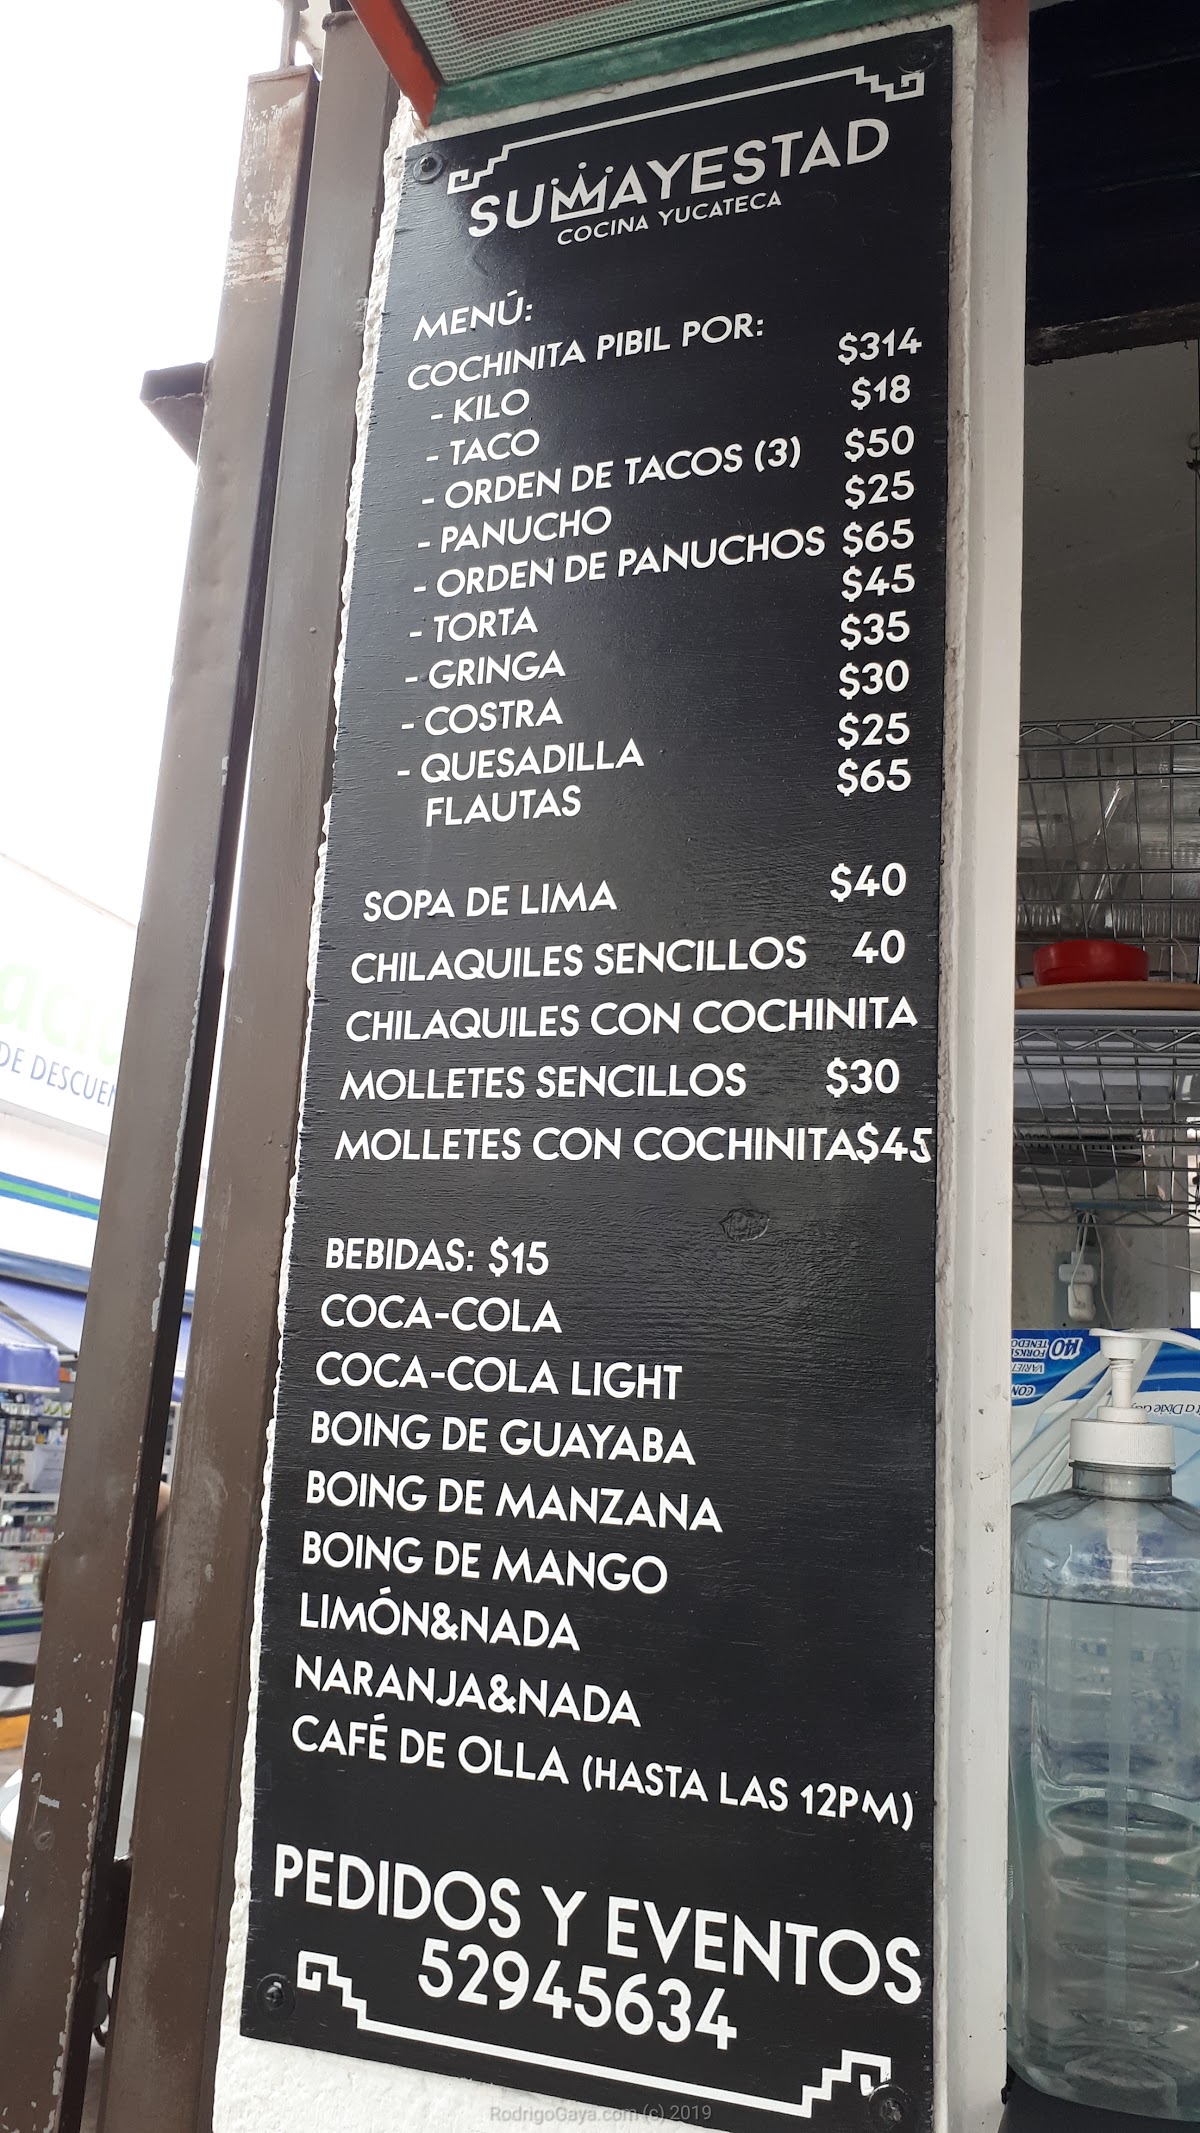 SUMAYESTAD
COCINA YUCATECA
MENÚ:
COCHINITA PIBIL POR:
- KILO $314
- TACO $18
- ORDEN DE TACOS (3) $50
- PANUCHO $25
- ORDEN DE PANUCHOS $65
- TORTA $45
- GRINGA $35
- COSTRA $30
- QUESADILLA $25
FLAUTAS $65
SOPA DE LIMA $40
CHILAQUILES SENCILLOS 40
CHILAQUILES CON COCHINITA
MOLLETES SENCILLOS $30
MOLLETES CON COCHINITA $45
BEBIDAS: $15
COCA-COLA
COCA-COLA LIGHT
BOING DE GUAYABA
BOING DE MANZANA
BOING DE MANGO
LIMÓN&NADA
NARANJA&NADA
CAFÉ DE OLLA (HASTA LAS 12PM)
PEDIDOS Y EVENTOS
52945634
DE DESCUEN
140
RodrigoGaya.com (c) 2019